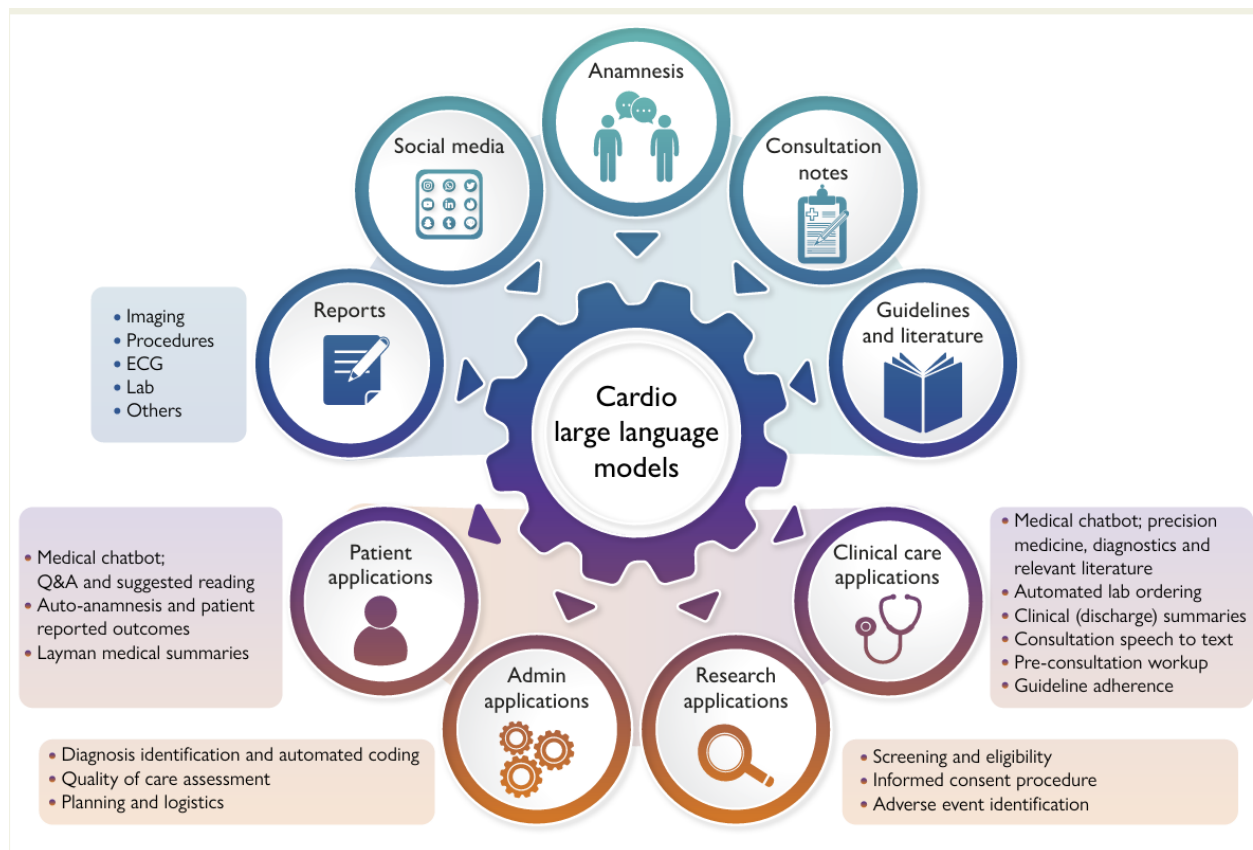 Anamnesis
Social media
Consultation
notes
Reports
Guidelines
and literature
• Imaging
• Procedures
• ECG
• Lab
• Others
Cardio
large language
models
Patient
applications
• Medical chatbot;
Q&A and suggested reading
• Auto-anamnesis and patient
reported outcomes
• Layman medical summaries
Clinical care
applications
• Medical chatbot; precision
medicine, diagnostics and
relevant literature
• Automated lab ordering
• Clinical (discharge) summaries
• Consultation speech to text
• Pre-consultation workup
• Guideline adherence
Admin
applications
• Diagnosis identification and automated coding
• Quality of care assessment
• Planning and logistics
Research
applications
• Screening and eligibility
• Informed consent procedure
• Adverse event identification